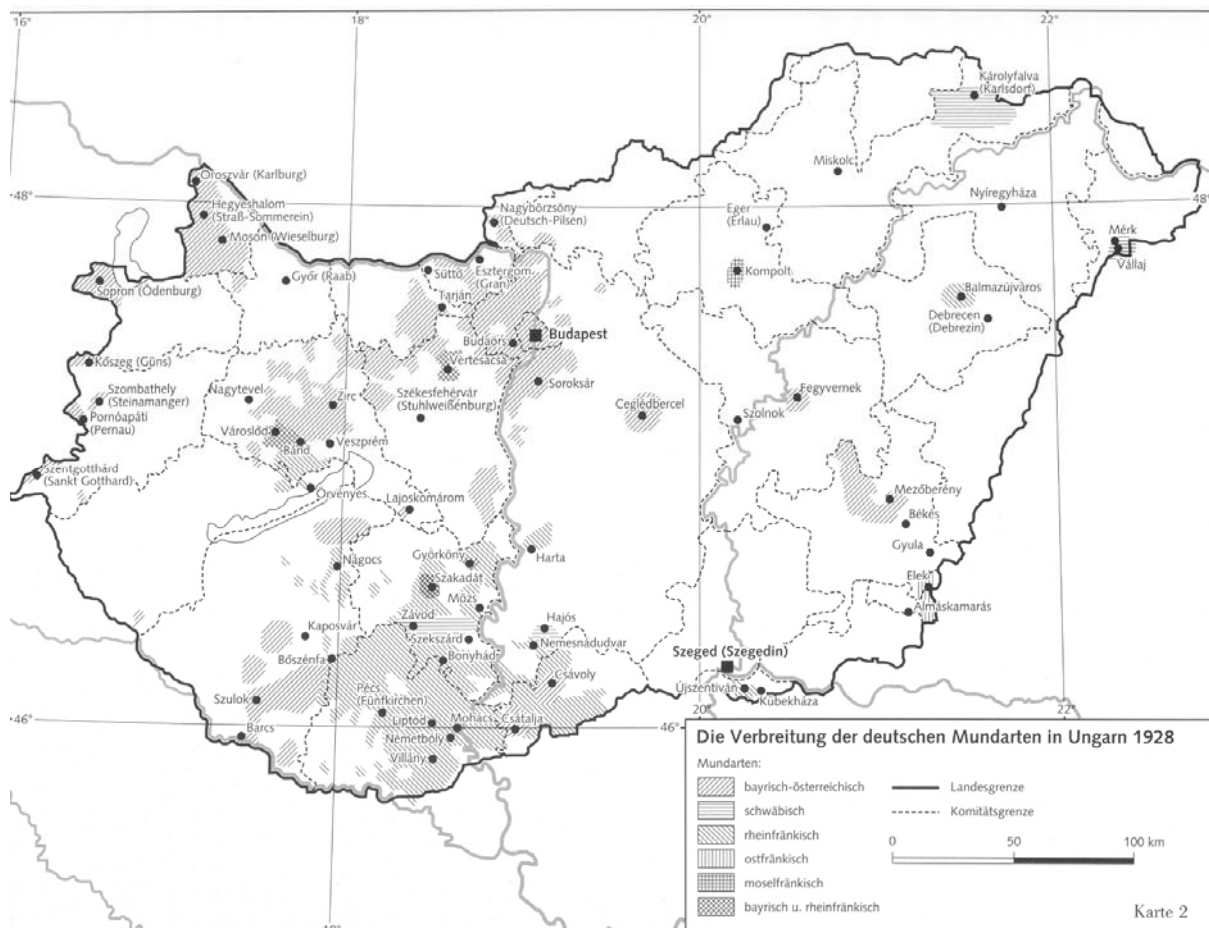 16°
18°
20°
22°
Károlyfalva
(Karlsdorf)
Miskolc
Oroszvár (Karlburg)
48°
48°
Hegyeshalom
(Straß-Sommerein)
Nagybörzsöny
(Deutsch-Pilsen)
Eger
(Erlau)
Nyíregyháza
Moson (Wieselburg)
Mérk
Vállaj
Sopron (Ödenburg)
Győr (Raab)
Süttő
Esztergom
(Gran)
Kompolt
Balmazújváros
Tarján
Debrecen
(Debrezin)
Budaörs
Budapest
Kőszeg (Güns)
Vértesacsa
Soroksár
Szombathely
(Steinamanger)
Nagytevel
Zirc
Székesfehérvár
(Stuhlweißenburg)
Fegyvernek
Ceglédbercel
Pornóapáti
(Pernau)
Szolnok
Városlőd
Bánd
Veszprém
Szentgotthárd
(Sankt Gotthard)
Örvényes
Lajoskomárom
Mezőberény
Békés
Györköny
Harta
Gyula
Nágocs
Szakadát
Elek
Mözs
Almáskamarás
Závod
Hajós
Kaposvár
Szekszárd
Nemesnádudvar
Bőszénfa
Bonyhád
Szeged (Szegedin)
Csávoly
Újszentiván
Kübekháza
Szulok
Pécs
(Fünfkirchen)
46°
Liptód
Mohács
Csátalja
46°
20°
22°
Barcs
Németbóly
Villány
18°
Die Verbreitung der deutschen Mundarten in Ungarn 1928
Mundarten:
bayrisch-österreichisch
schwäbisch
rheinfränkisch
ostfränkisch
moselfränkisch
bayrisch u. rheinfränkisch
Landesgrenze
Komitätsgrenze
0 50 100 km
Karte 2